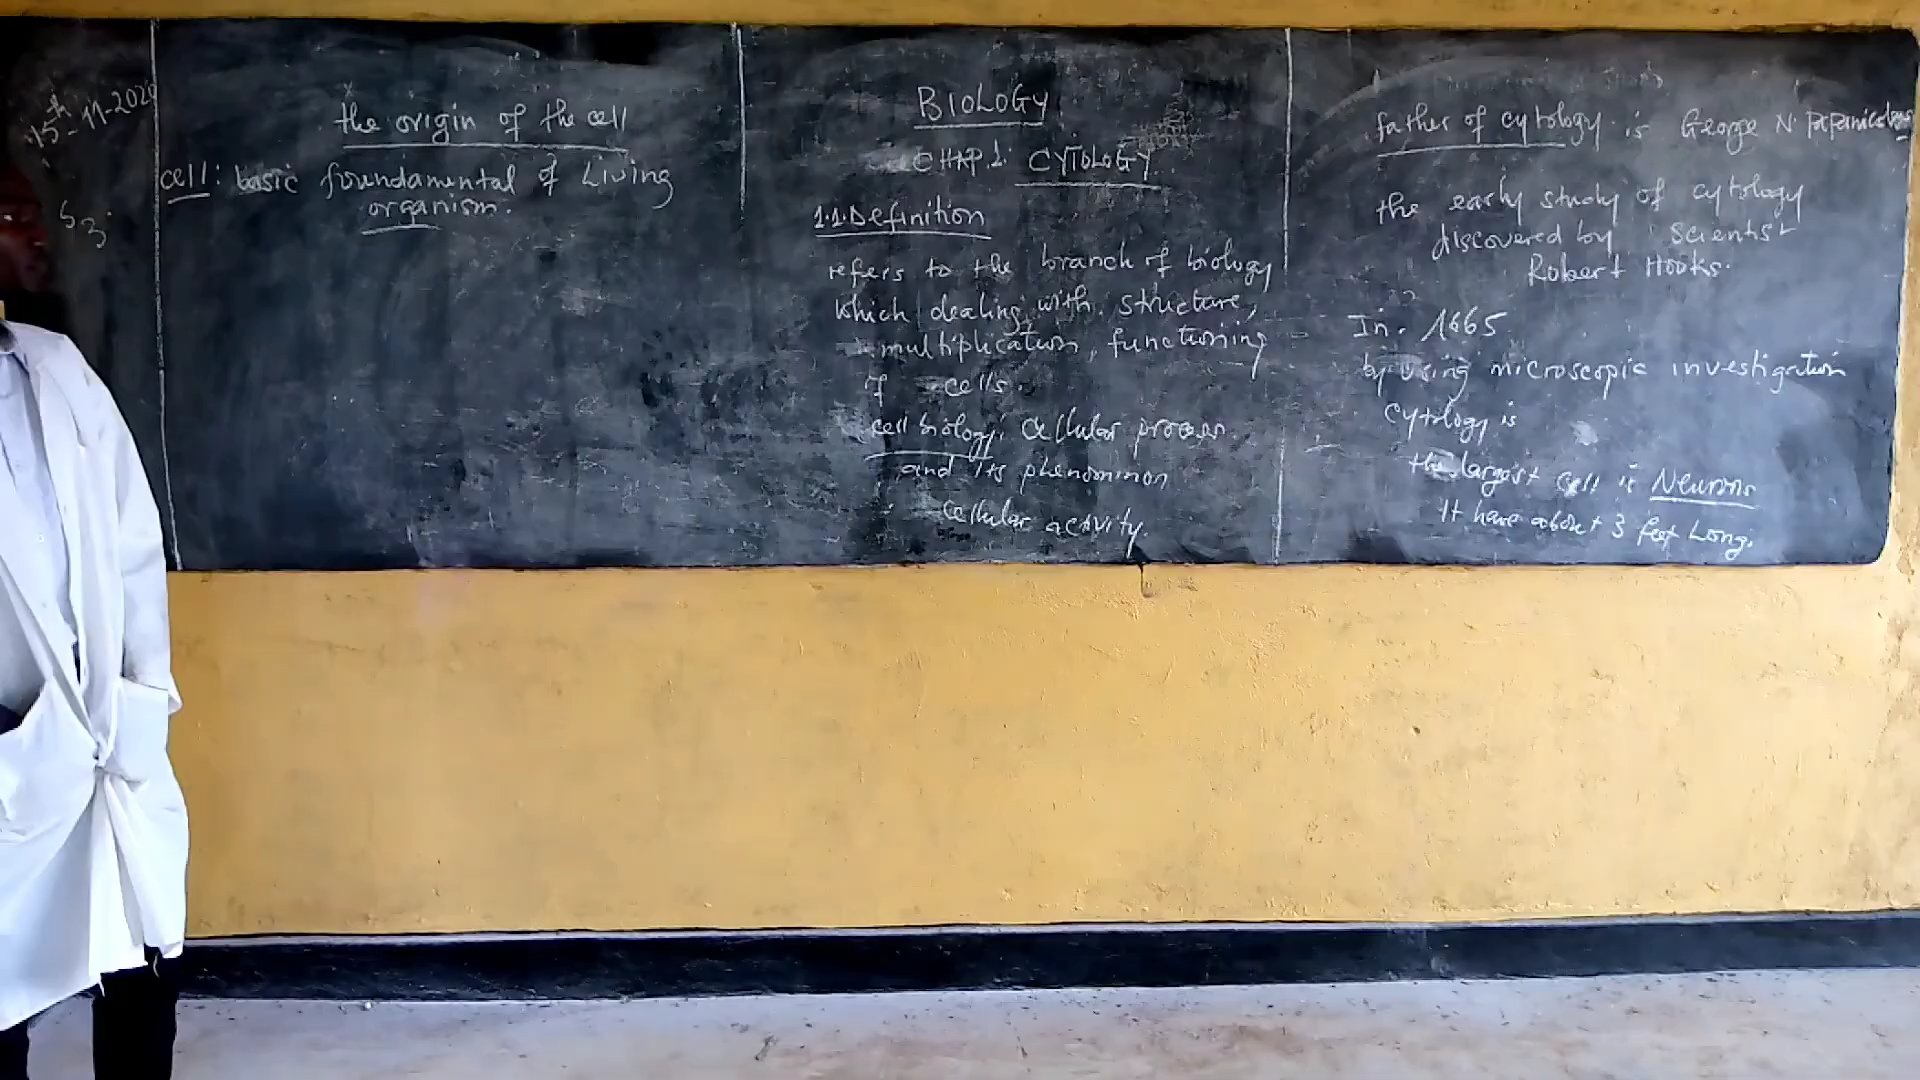 15th-11-202
S3
the origin of the cell
cell: basic foundamental of Living
organism.
BIOLOGY
CHAP.1. CYTOLOGY
1.1. Definition
refers to the branch of biology
which dealing with structure,
multiplication, functioning
of cells.
cell biology: cellular process
and its phenominon
cellular activity.
father of cytology is George N.
the early study of cytology
discovered by scientist
Robert Hooks.
In. 1665
by using microscopic investigation
cytology is
the largest cell is Neurons
It have about 3 feet Long.